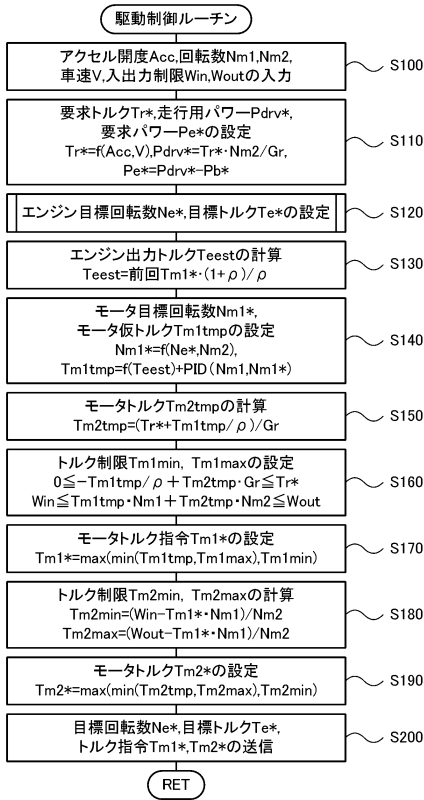 駆動制御ルーチン
アクセル開度Acc,回転数Nm1,Nm2,
車速V,入出力制限Win,Woutの入力
S100
要求トルクTr*,走行用パワーPdrv*,
要求パワーPe*の設定
Tr*=f(Acc,V),Pdrv*=Tr*·Nm2/Gr,
Pe*=Pdrv*-Pb*
S110
エンジン目標回転数Ne*,目標トルクTe*の設定
S120
エンジン出力トルクTeestの計算
Teest=前回Tm1*·(1+ρ)/ρ
S130
モータ目標回転数Nm1*,
モータ仮トルクTm1tmpの設定
Nm1*=f(Ne*,Nm2),
Tm1tmp=f(Teest)+PID(Nm1,Nm1*)
S140
モータトルクTm2tmpの計算
Tm2tmp=(Tr*+Tm1tmp/ρ)/Gr
S150
トルク制限Tm1min, Tm1maxの設定
0≦-Tm1tmp/ρ+Tm2tmp·Gr≦Tr*
Win≦Tm1tmp·Nm1+Tm2tmp·Nm2≦Wout
S160
モータトルク指令Tm1*の設定
Tm1*=max(min(Tm1tmp,Tm1max),Tm1min)
S170
トルク制限Tm2min, Tm2maxの計算
Tm2min=(Win-Tm1*·Nm1)/Nm2
Tm2max=(Wout-Tm1*·Nm1)/Nm2
S180
モータトルクTm2*の設定
Tm2*=max(min(Tm2tmp,Tm2max),Tm2min)
S190
目標回転数Ne*,目標トルクTe*,
トルク指令Tm1*,Tm2*の送信
S200
RET